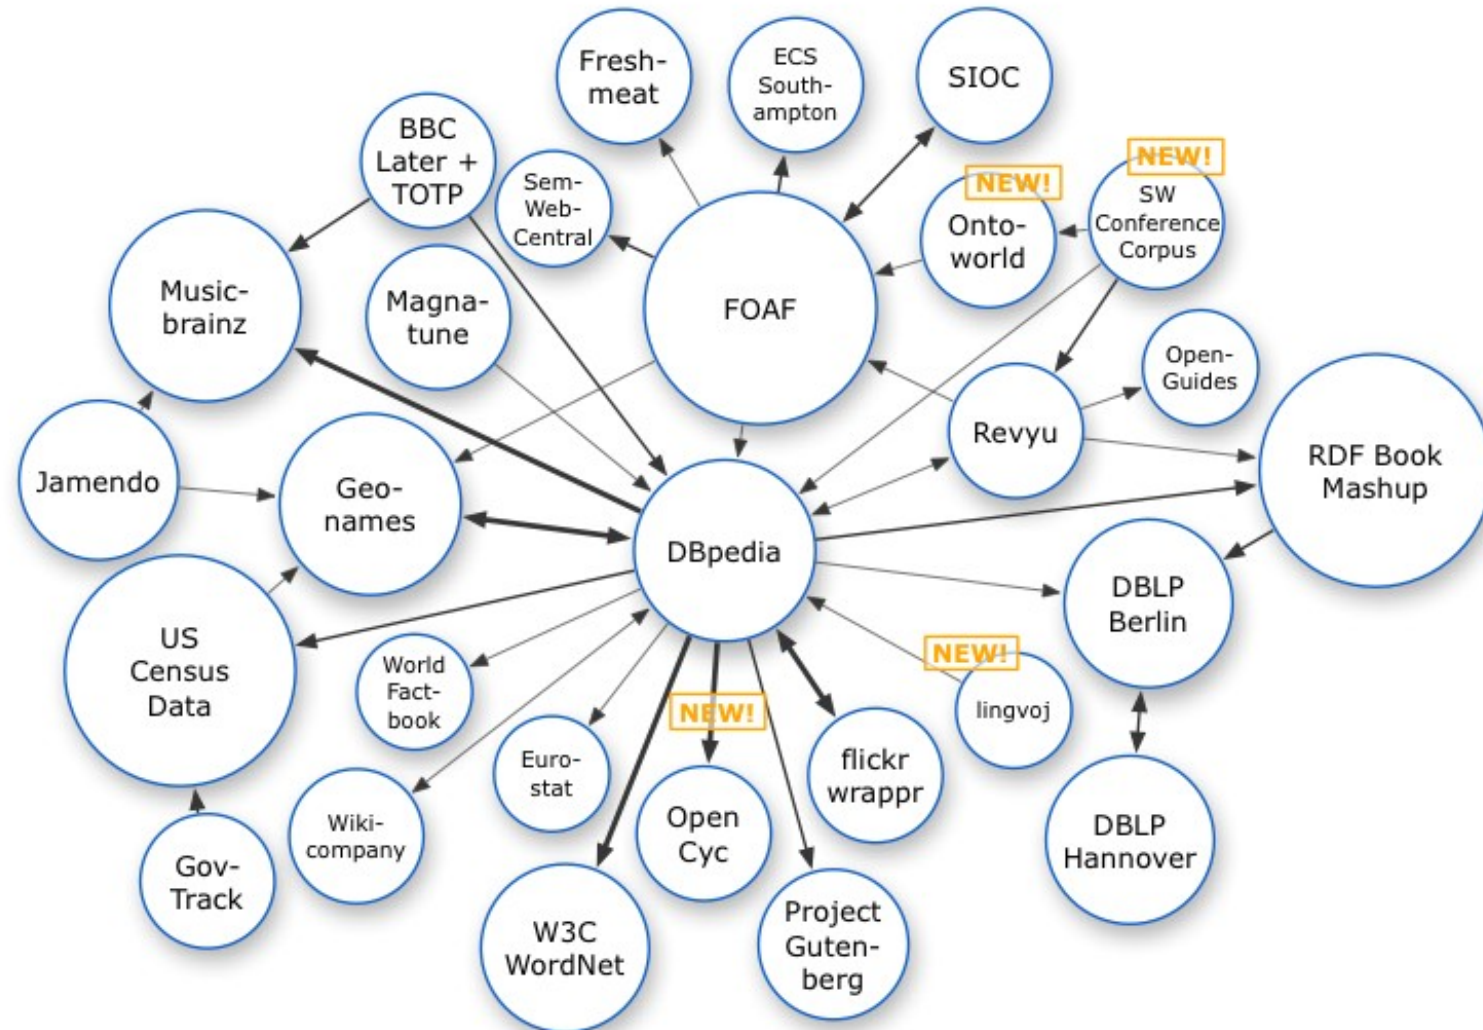 Fresh-
meat
ECS
South-
ampton
SIOC
BBC
Later +
TOTP
Sem-
Web-
Central
NEW!
Onto-
world
NEW!
SW
Conference
Corpus
Music-
brainz
Magna-
tune
FOAF
Open-
Guides
Revyu
RDF Book
Mashup
Jamendo
Geo-
names
DBpedia
DBLP
Berlin
US
Census
Data
World
Fact-
book
NEW!
lingvoj
NEW!
Euro-
stat
flickr
wrappr
Wiki-
company
Open
Cyc
DBLP
Hannover
Gov-
Track
W3C
WordNet
Project
Guten-
berg